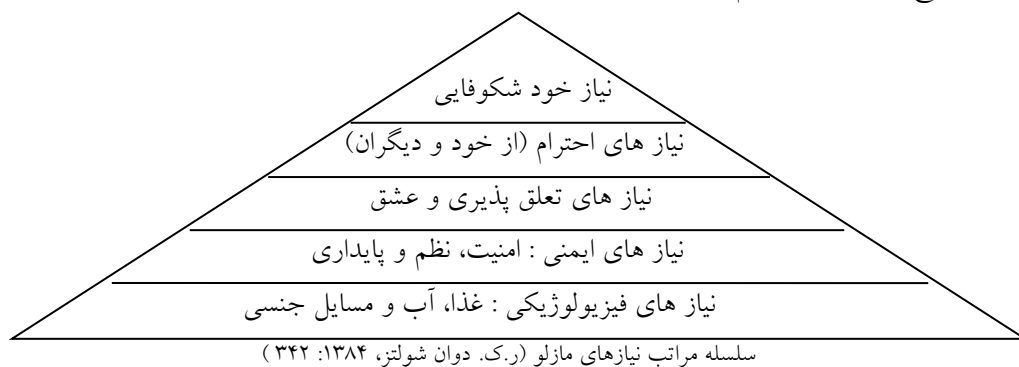 نیاز خود شکوفایی
نیاز های احترام (از خود و دیگران)
نیاز های تعلق پذیری و عشق
نیاز های ایمنی : امنیت، نظم و پایداری
نیاز های فیزیولوژیکی : غذا، آب و مسایل جنسی
سلسله مراتب نیازهای مازلو (ر.ک. دوان شولتز، ۱۳۸۴: ۳۴۲ )